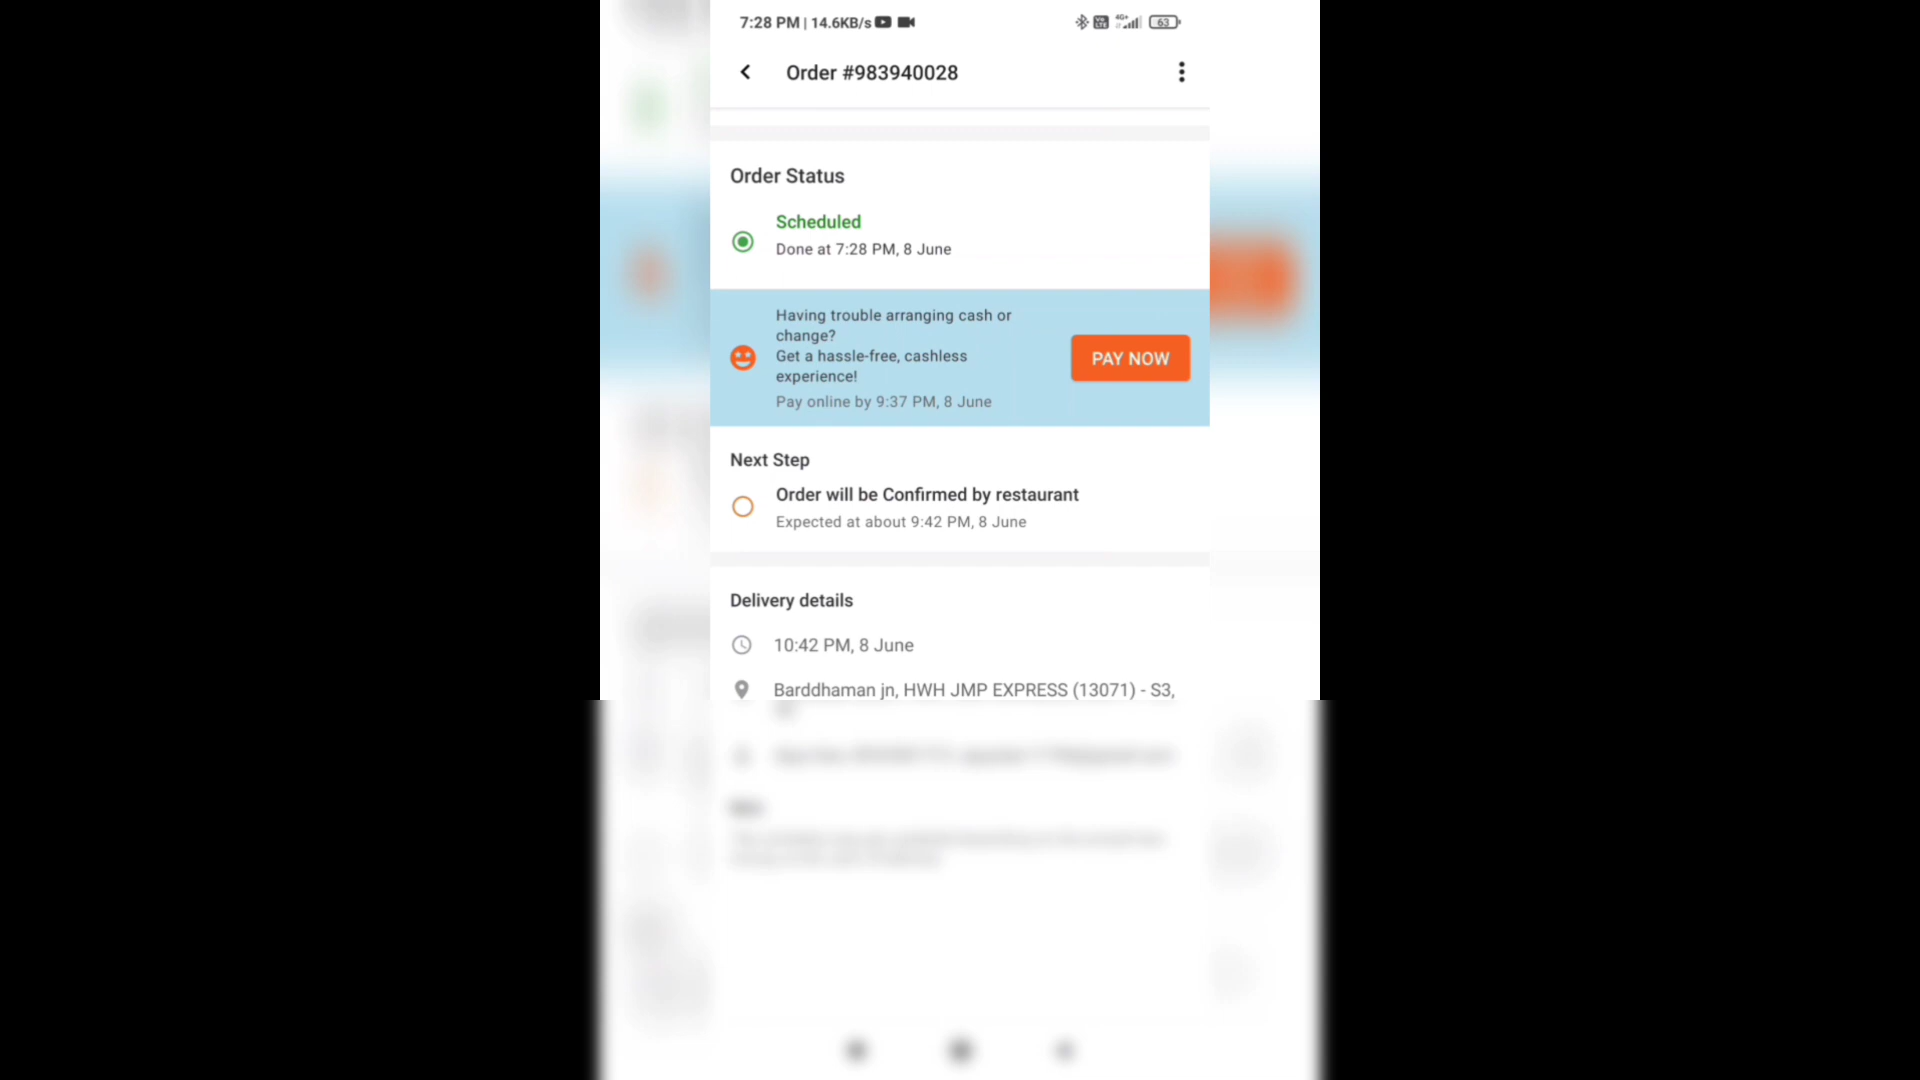 7:28 PM | 14.6KB/s 4G+ 63
Order #983940028
Order Status
Scheduled
Done at 7:28 PM, 8 June
Having trouble arranging cash or
change?
Get a hassle-free, cashless
experience!
Pay online by 9:37 PM, 8 June
PAY NOW
Next Step
Order will be Confirmed by restaurant
Expected at about 9:42 PM, 8 June
Delivery details
10:42 PM, 8 June
Barddhaman jn, HWH JMP EXPRESS (13071) - S3,